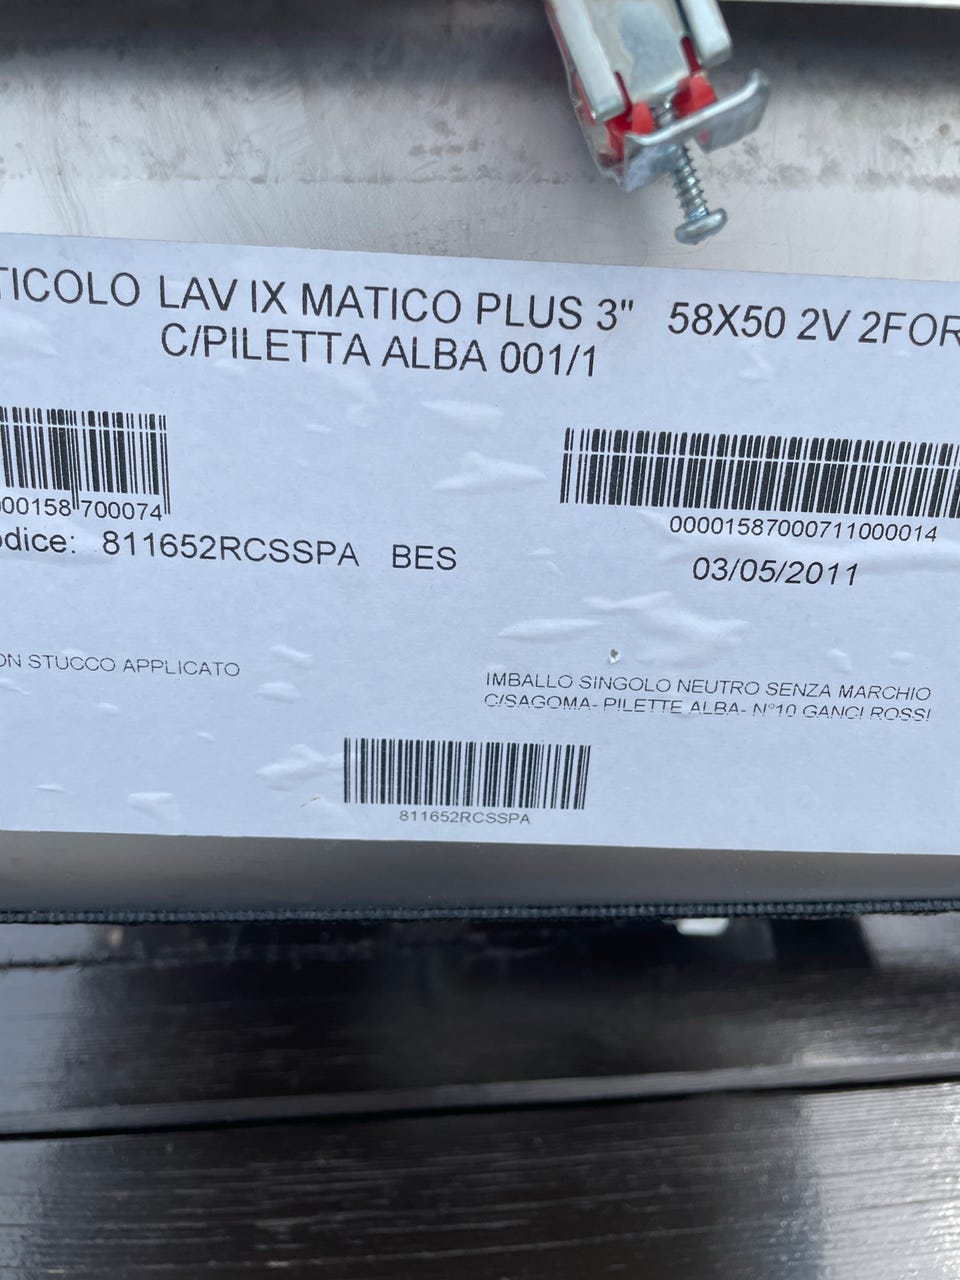 TICOLO LAV IX MATICO PLUS 3" 58X50 2V 2FOR
C/PILETTA ALBA 001/1
00158 700074
00001587000711000014
odice: 811652RCSSPA BES
03/05/2011
ON STUCCO APPLICATO
IMBALLO SINGOLO NEUTRO SENZA MARCHIO
C/SAGOMA- PILETTE ALBA- N°10 GANCI ROSSI
811652RCSSPA